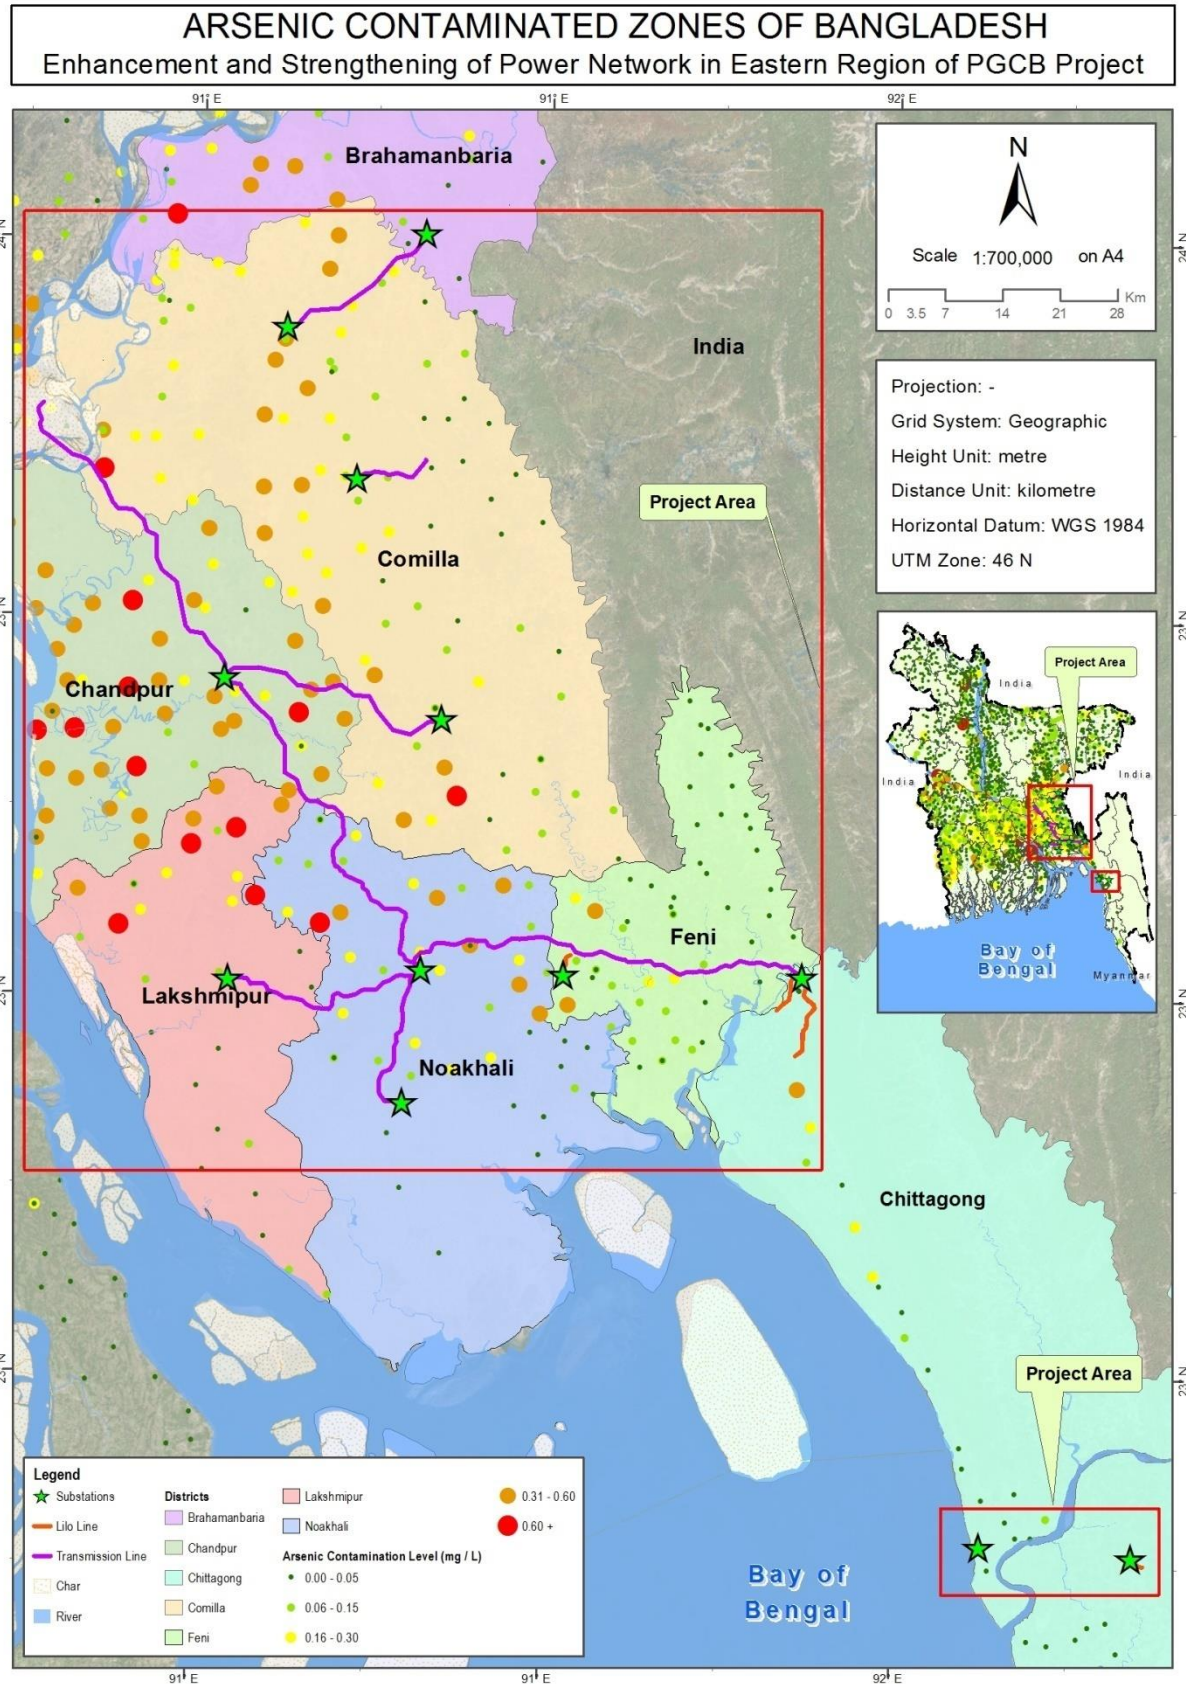 ARSENIC CONTAMINATED ZONES OF BANGLADESH
Enhancement and Strengthening of Power Network in Eastern Region of PGCB Project
91° E
91° E
92° E
Brahamanbaria
N
Scale 1:700,000 on A4
Km
0 3.5 7 14 21 28
India
Projection: -
Grid System: Geographic
Height Unit: metre
Distance Unit: kilometre
Horizontal Datum: WGS 1984
UTM Zone: 46 N
Project Area
Comilla
Project Area
India
India
India
Bay of
Bengal
Myanmar
Chandpur
Feni
Lakshmipur
Noakhali
Chittagong
Project Area
Bay of
Bengal
Legend
Substations
Lilo Line
Transmission Line
Char
River
Districts
Brahamanbaria
Chandpur
Chittagong
Comilla
Feni
Lakshmipur
Noakhali
Arsenic Contamination Level (mg / L)
0.00 - 0.05
0.06 - 0.15
0.16 - 0.30
0.31 - 0.60
0.60 +
91° E
91° E
92° E